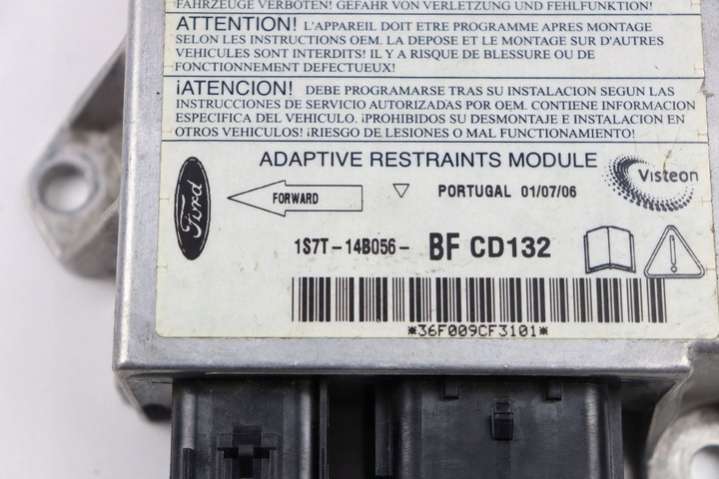 FAHRZEUGE VERBOTEN! GEFAHR VON VERLETZUNG UND FEHLFUNKTION!
ATTENTION! L'APPAREIL DOIT ETRE PROGRAMME APRES MONTAGE
SELON LES INSTRUCTIONS OEM. LA DEPOSE ET LE MONTAGE SUR D'AUTRES
VEHICULES SONT INTERDITS! IL Y A RISQUE DE BLESSURE OU DE
FONCTIONNEMENT DEFECTUEUX!
¡ATENCION! DEBE PROGRAMARSE TRAS SU INSTALACION SEGUN LAS
INSTRUCCIONES DE SERVICIO AUTORIZADAS POR OEM. CONTIENE INFORMACION
ESPECIFICA DEL VEHICULO. ¡PROHIBIDOS SU DESMONTAJE E INSTALACION EN
OTROS VEHICULOS! ¡RIESGO DE LESIONES O MAL FUNCTIONAMIENTO!
ADAPTIVE RESTRAINTS MODULE
Visteon
Ford
FORWARD
PORTUGAL 01/07/06
1S7T-14B056- BF CD132
*36F009CF3101*